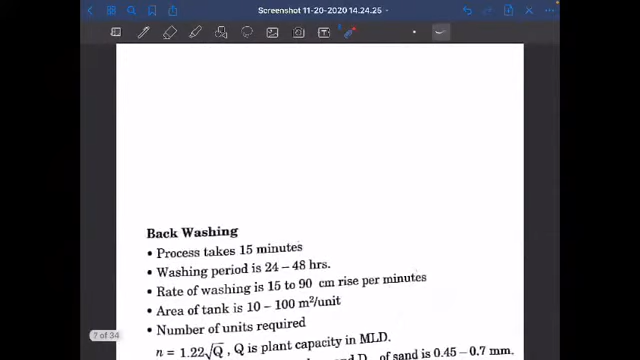 Screenshot 11-20-2020 14.24.25
Back Washing
• Process takes 15 minutes
• Washing period is 24 – 48 hrs.
• Rate of washing is 15 to 90 cm rise per minutes
• Area of tank is 10 – 100 m²/unit
• Number of units required
7 of 34
n = 1.22√Q , Q is plant capacity in MLD.
of sand is 0.45 – 0.7 mm.